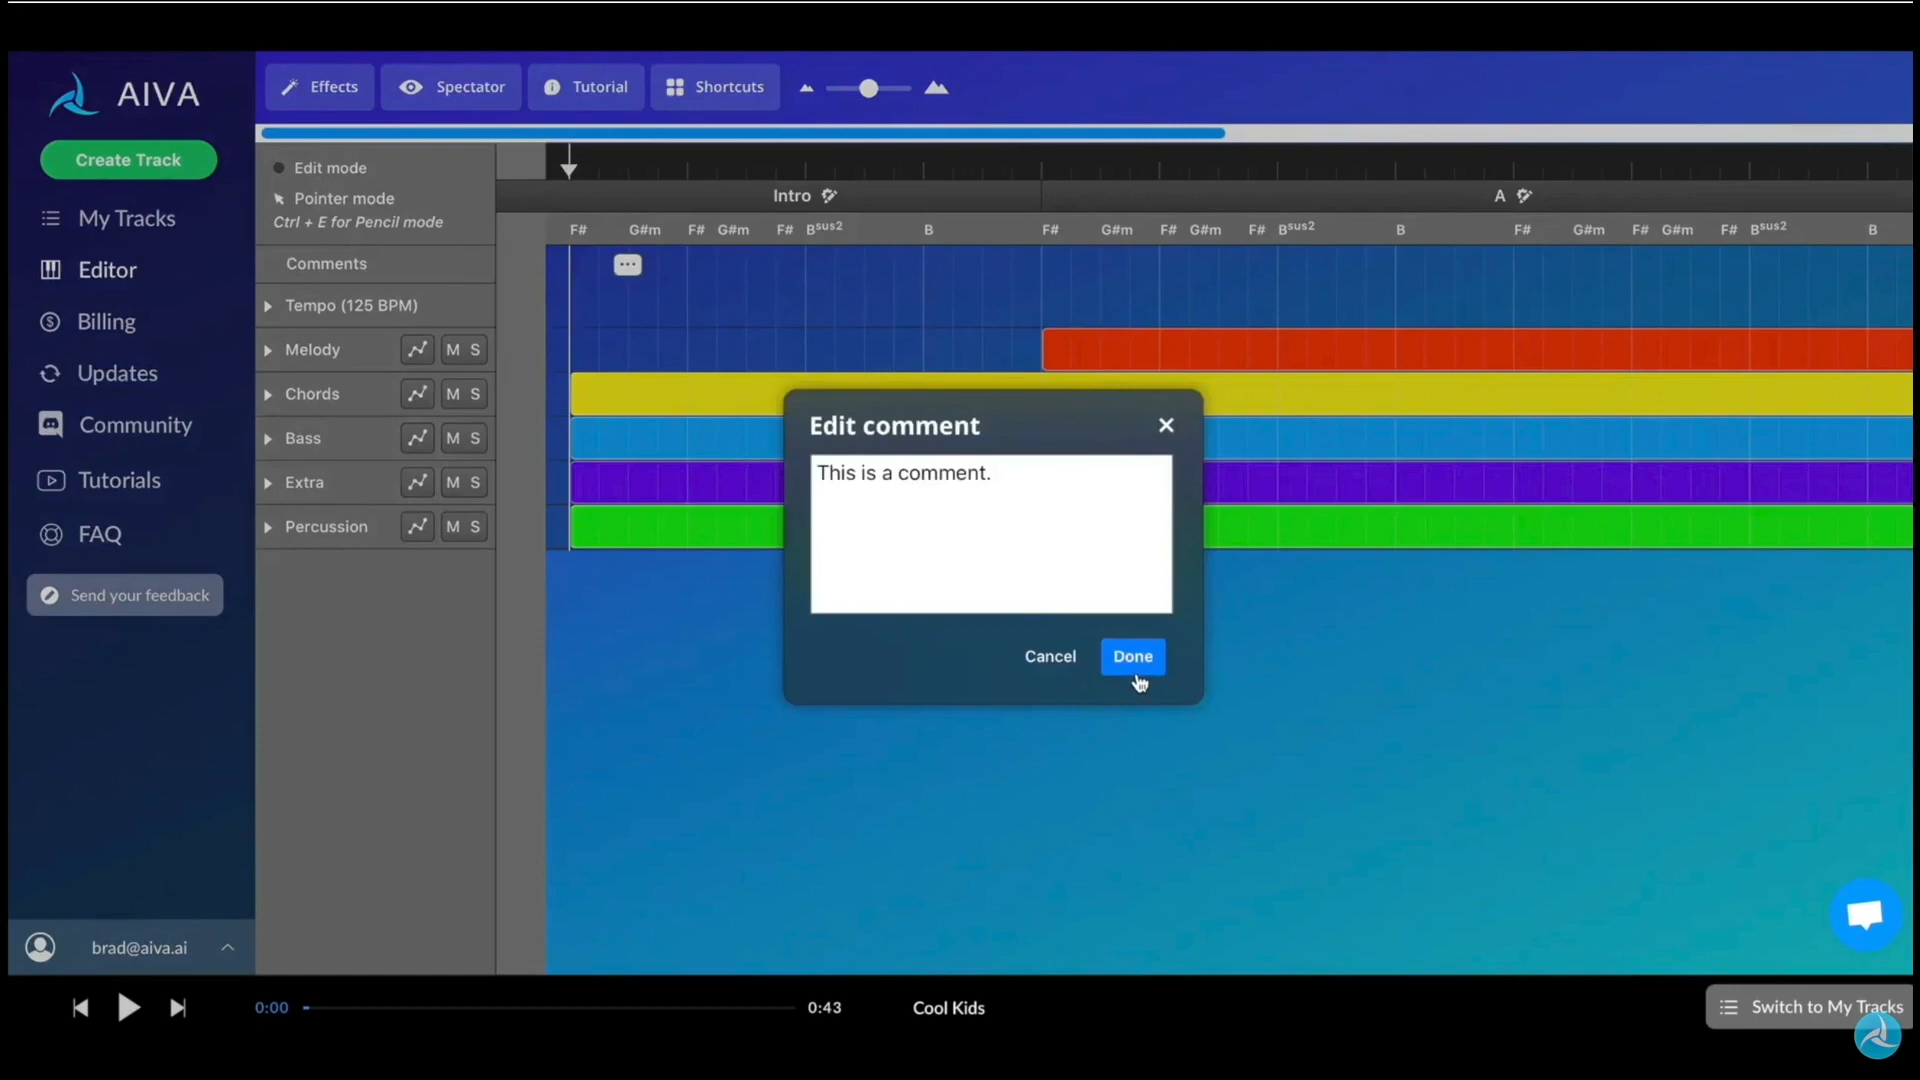 AIVA
Create Track
My Tracks
Editor
Billing
Updates
Community
Tutorials
FAQ
Send your feedback
brad@aiva.ai
Effects
Spectator
Tutorial
Shortcuts
Edit mode
Pointer mode
Ctrl + E for Pencil mode
Comments
Tempo (125 BPM)
Melody M S
Chords M S
Bass M S
Extra M S
Percussion M S
Intro A
F# G#m F# G#m F# Bsus2 B F# G#m F# G#m F# Bsus2 B F# G#m F# G#m F# Bsus2 B
Edit comment
This is a comment.
Cancel Done
0:00 0:43 Cool Kids Switch to My Tracks